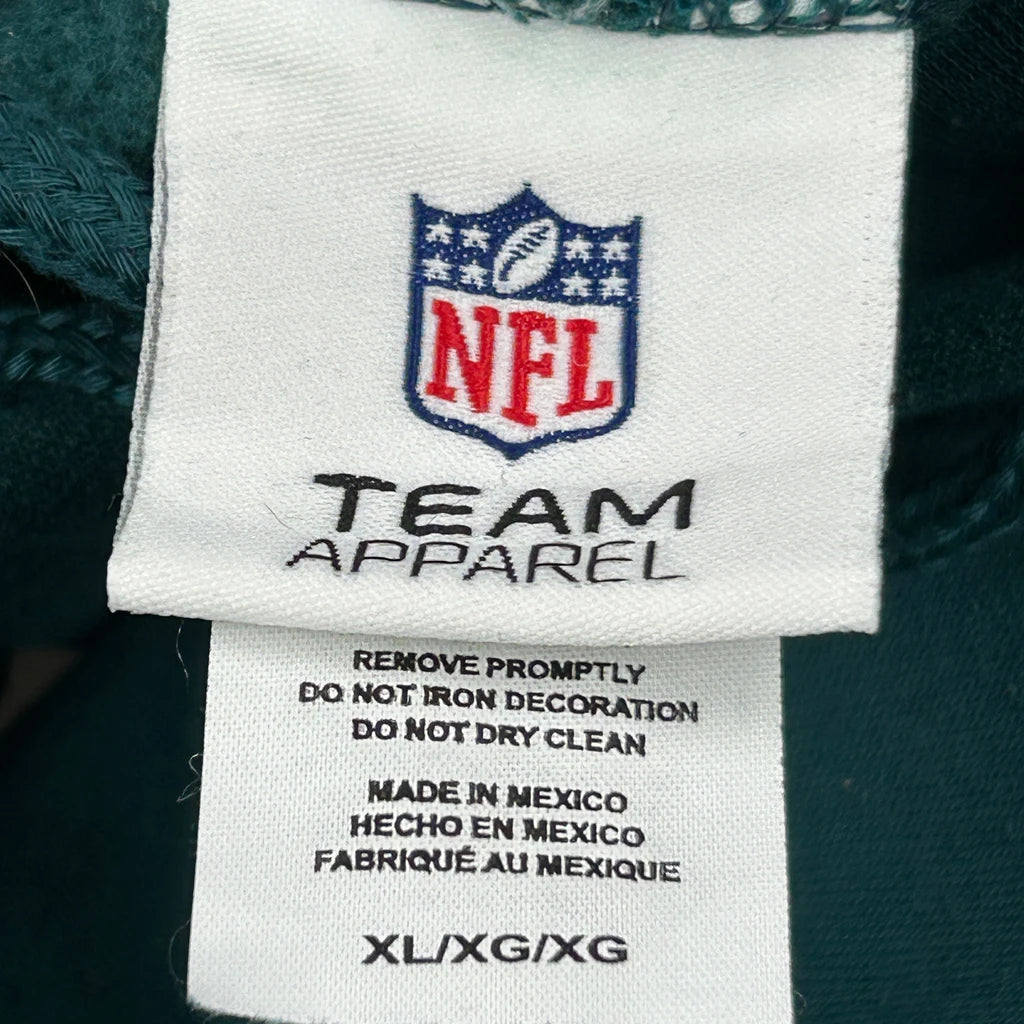 NFL
TEAM
APPAREL
REMOVE PROMPTLY
DO NOT IRON DECORATION
DO NOT DRY CLEAN
MADE IN MEXICO
HECHO EN MEXICO
FABRIQUÉ AU MEXIQUE
XL/XG/XG